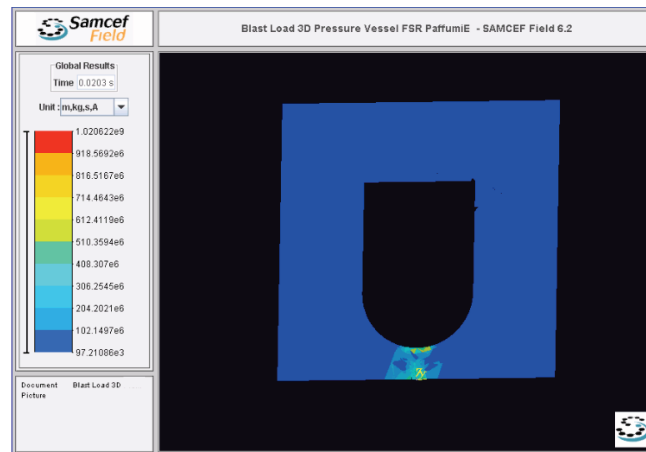 Samcef
Field
Blast Load 3D Pressure Vessel FSR PaffumiE - SAMCEF Field 6.2
Global Results
Time 0.0203 s
Unit : m,kg,s,A
1.020622e9
918.5692e6
816.5167e6
714.4643e6
612.4119e6
510.3594e6
408.307e6
306.2545e6
204.2021e6
102.1497e6
97.21086e3
Document Blast Load 3D
Picture